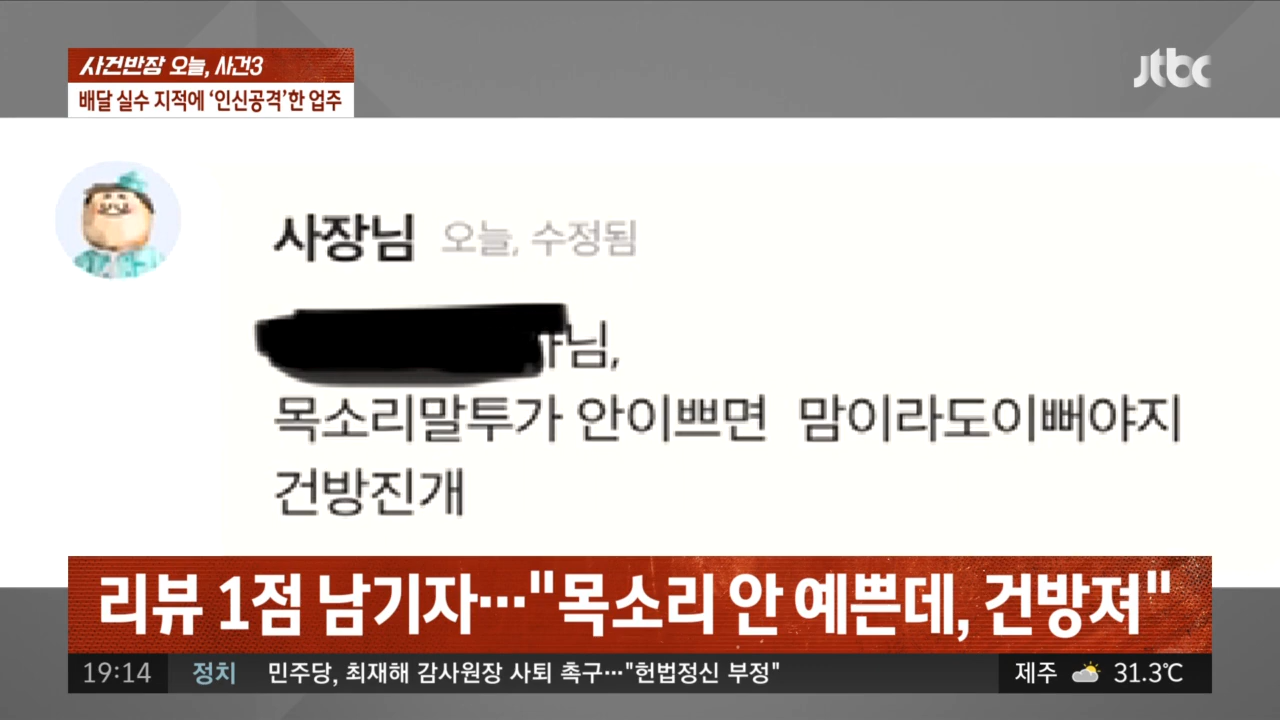 사건반장 오늘, 사건3
jtbc
배달 실수 지적에 '인신공격'한 업주
사장님 오늘, 수정됨
님,
목소리말투가 안이쁘면 맘이라도이뻐야지
건방진개
리뷰 1점 남기자…"목소리 안 예쁜데, 건방져"
19:14 정치 민주당, 최재해 감사원장 사퇴 촉구…"헌법정신 부정" 제주 31.3℃